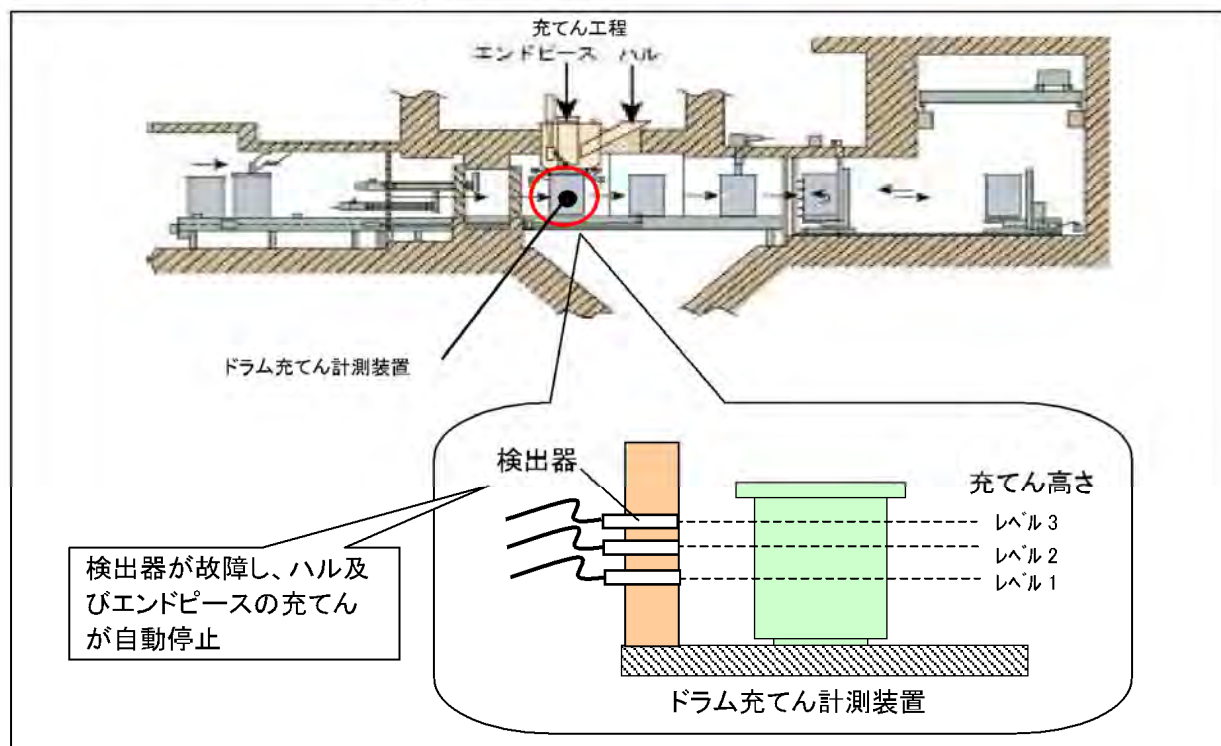 充てん工程
エンドピース ハル
ドラム充てん計測装置
検出器
充てん高さ
レベル3
レベル2
レベル1
検出器が故障し、ハル及
びエンドピースの充てん
が自動停止
ドラム充てん計測装置